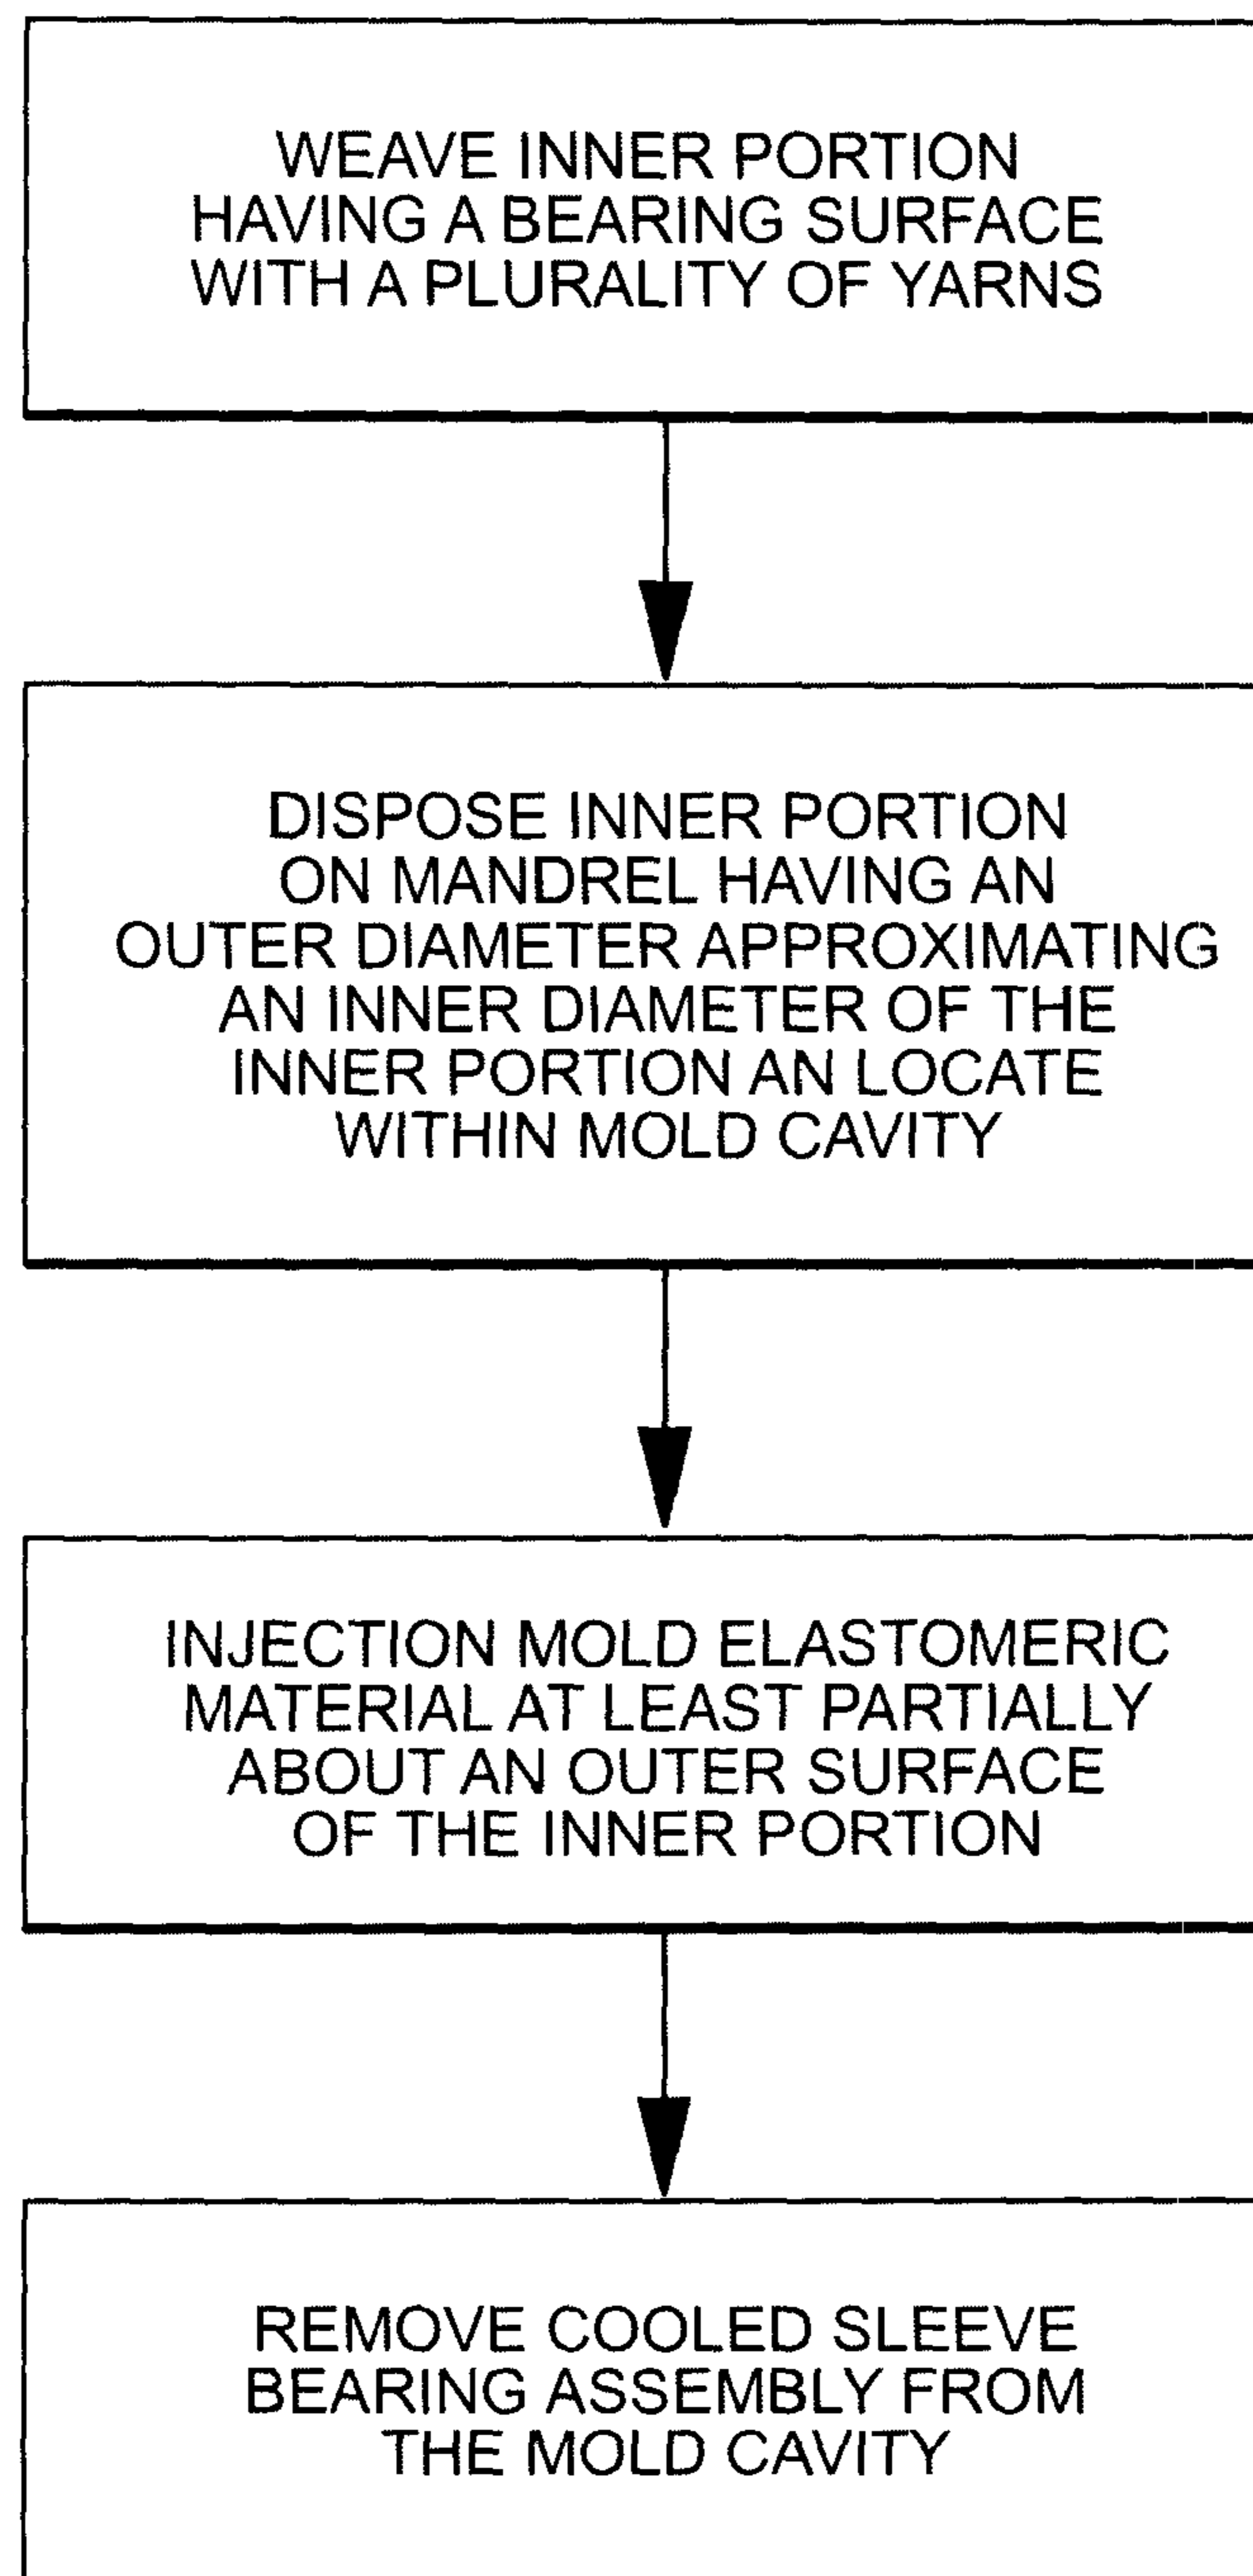 WEAVE INNER PORTION
HAVING A BEARING SURFACE
WITH A PLURALITY OF YARNS
DISPOSE INNER PORTION
ON MANDREL HAVING AN
OUTER DIAMETER APPROXIMATING
AN INNER DIAMETER OF THE
INNER PORTION AN LOCATE
WITHIN MOLD CAVITY
INJECTION MOLD ELASTOMERIC
MATERIAL AT LEAST PARTIALLY
ABOUT AN OUTER SURFACE
OF THE INNER PORTION
REMOVE COOLED SLEEVE
BEARING ASSEMBLY FROM
THE MOLD CAVITY